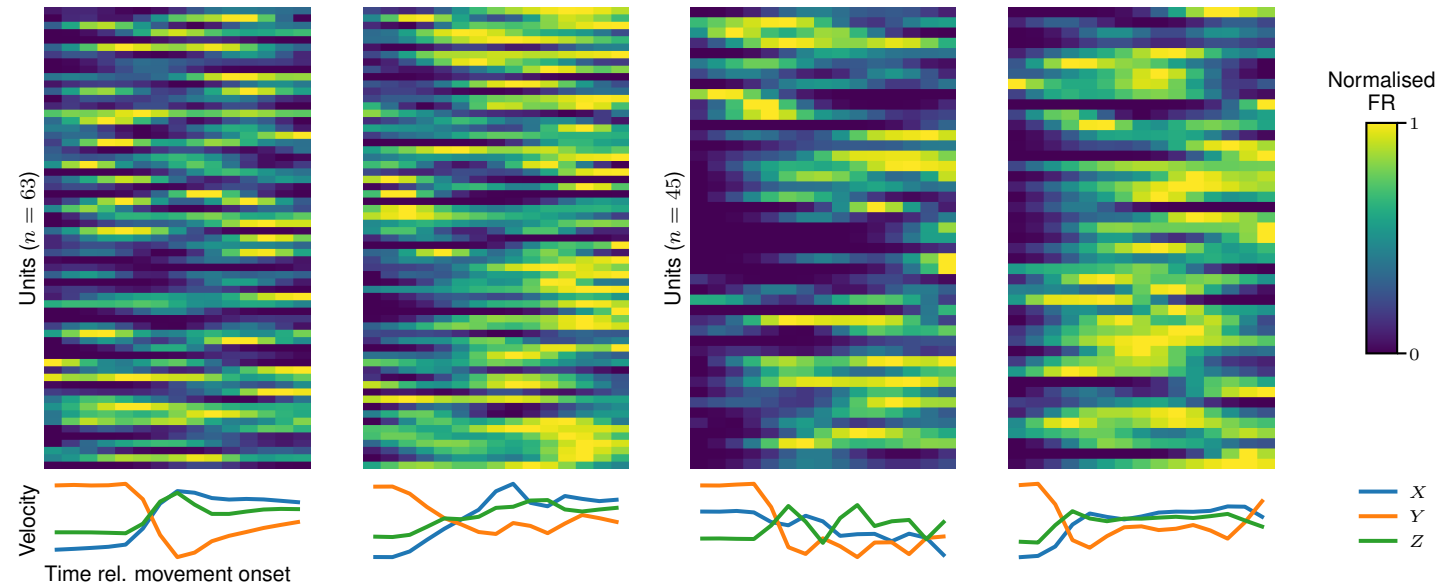 Units (n = 63)
Units (n = 45)
Normalised
FR
1
0
Velocity
X
Y
Z
Time rel. movement onset